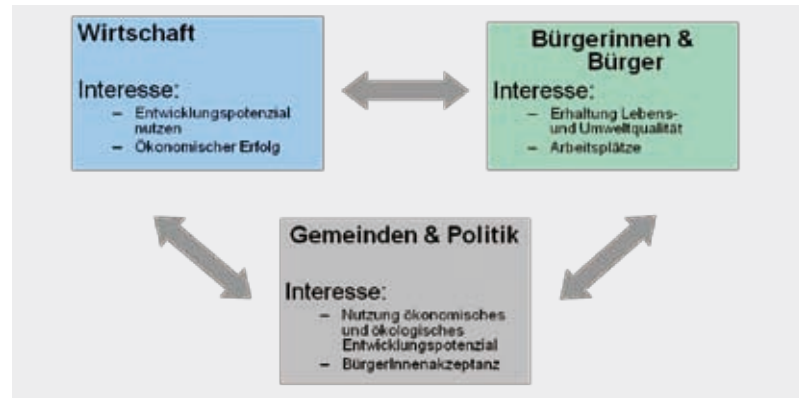 Wirtschaft
Interesse:
– Entwicklungspotenzial
nutzen
– Ökonomischer Erfolg
Bürgerinnen &
Bürger
Interesse:
– Erhaltung Lebens-
und Umweltqualität
– Arbeitsplätze
Gemeinden & Politik
Interesse:
– Nutzung ökonomisches
und ökologisches
Entwicklungspotenzial
– BürgerInnenakzeptanz